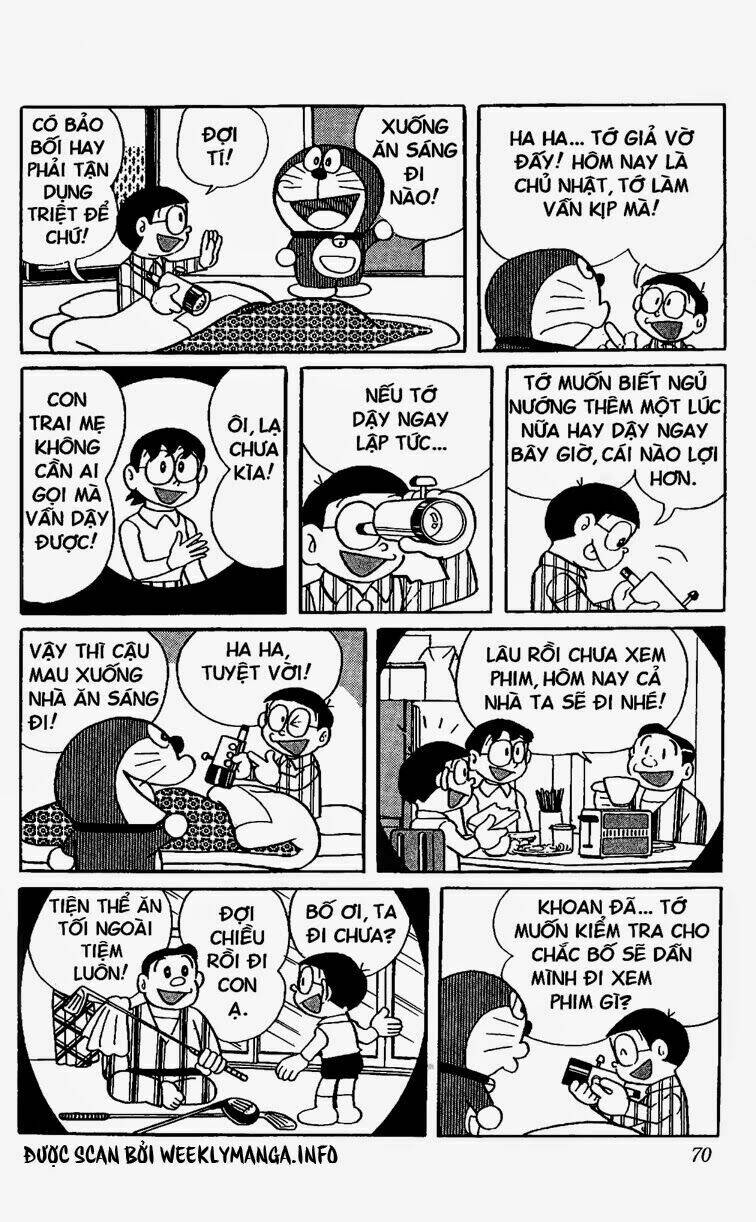 HA HA... TỚ GIẢ VỜ
ĐẤY! HÔM NAY LÀ
CHỦ NHẬT, TỚ LÀM
VẪN KỊP MÀ!
XUỐNG
ĂN SÁNG
ĐI
NÀO!
ĐỢI
TÍ!
CÓ BẢO
BỐI HAY
PHẢI TẬN
DỤNG
TRIỆT ĐỂ
CHỨ!
TỚ MUỐN BIẾT NGỦ
NƯỚNG THÊM MỘT LÚC
NỮA HAY DẬY NGAY
BÂY GIỜ, CÁI NÀO LỢI
HƠN.
NẾU TỚ
DẬY NGAY
LẬP TỨC...
ÔI, LẠ
CHƯA
KÌA!
CON
TRAI MẸ
KHÔNG
CẦN AI
GỌI MÀ
VẪN DẬY
ĐƯỢC!
LÂU RỒI CHƯA XEM
PHIM, HÔM NAY CẢ
NHÀ TA SẼ ĐI NHÉ!
HA HA,
TUYỆT VỜI!
VẬY THÌ CẬU
MAU XUỐNG
NHÀ ĂN SÁNG
ĐI!
KHOAN ĐÃ... TỚ
MUỐN KIỂM TRA CHO
CHẮC BỐ SẼ DẪN
MÌNH ĐI XEM
PHIM GÌ?
BỐ ƠI, TA
ĐI CHƯA?
ĐỢI
CHIỀU
RỒI ĐI
CON
Ạ.
TIỆN THỂ ĂN
TỐI NGOÀI
TIỆM
LUÔN!
ĐƯỢC SCAN BỞI WEEKLYMANGA.INFO
70